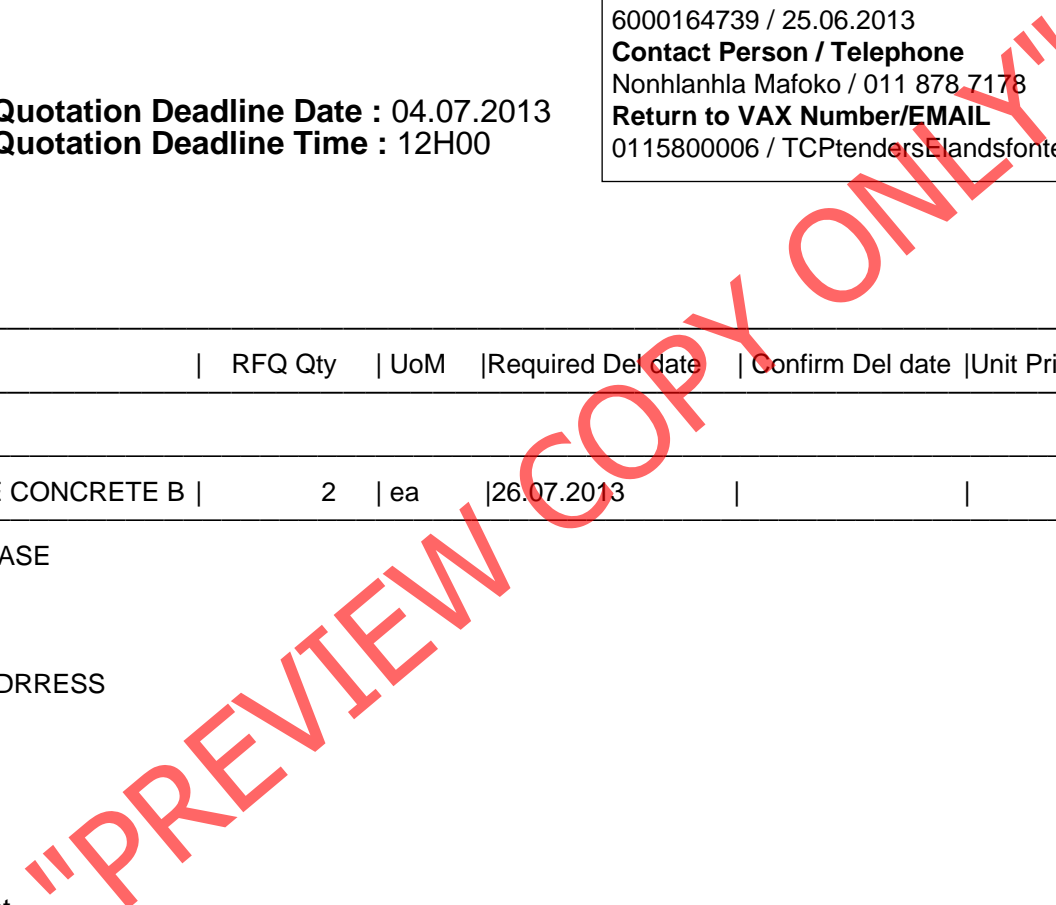 6000164739 / 25.06.2013
Contact Person / Telephone
Nonhlanhla Mafoko / 011 878 7178
Quotation Deadline Date : 04.07.2013
Return to VAX Number/EMAIL
Quotation Deadline Time : 12H00
0115800006 / TCPtendersElandsfonte
| RFQ Qty | UoM |Required Del date | Confirm Del date |Unit Pri
E CONCRETE B | 2 | ea |26.07.2013 | |
ASE
DRRESS
"PREVIEW COPY ONLY"